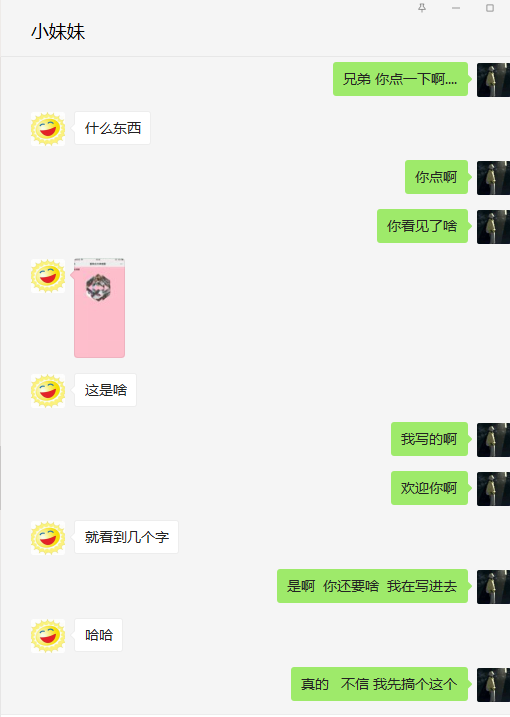 小妹妹
兄弟 你点一下啊....
什么东西
你点啊
你看见了啥
这是啥
我写的啊
欢迎你啊
就看到几个字
是啊 你还要啥 我在写进去
哈哈
真的 不信 我先搞个这个